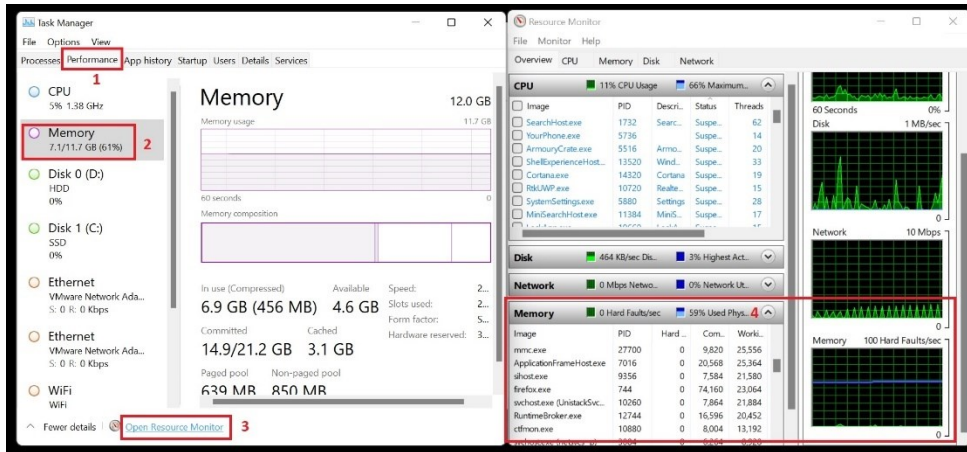 Task Manager
File Options View
Processes Performance App history Startup Users Details Services
1
CPU
5% 1.38 GHz
Memory
7.1/11.7 GB (61%)
2
Disk 0 (D:)
HDD
0%
Disk 1 (C:)
SSD
0%
Ethernet
VMware Network Ada...
S: 0 R: 0 Kbps
Ethernet
VMware Network Ada...
S: 0 R: 0 Kbps
WiFi
WiFi
Memory 12.0 GB
Memory usage 11.7 GB
60 seconds 0
Memory composition
In use (Compressed) Available Speed: 2...
6.9 GB (456 MB) 4.6 GB Slots used: 2...
Form factor: S...
Committed Cached Hardware reserved: 3...
14.9/21.2 GB 3.1 GB
Paged pool Non-paged pool
639 MB 850 MB
Fewer details Open Resource Monitor 3
Resource Monitor
File Monitor Help
Overview CPU Memory Disk Network
CPU 11% CPU Usage 66% Maximum...
Image PID Descri... Status Threads
SearchHost.exe 1732 Searc... Suspe... 62
YourPhone.exe 5736 Suspe... 14
ArmouryCrate.exe 5516 Armo... Suspe... 20
ShellExperienceHost... 13520 Wind... Suspe... 33
Cortana.exe 14320 Cortana Suspe... 19
RtkUWP.exe 10720 Realte... Suspe... 15
SystemSettings.exe 5880 Settings Suspe... 28
MiniSearchHost.exe 11384 MiniS... Suspe... 17
Disk 464 KB/sec Dis... 3% Highest Act...
Network 0 Mbps Netwo... 0% Network Ut...
Memory 0 Hard Faults/sec 59% Used Phys... 4
Image PID Hard ... Com... Worki...
mmc.exe 27700 0 9,820 25,556
ApplicationFrameHost.exe 7016 0 20,568 25,364
sihost.exe 9356 0 7,584 21,580
firefox.exe 744 0 74,160 23,064
svchost.exe (UnistackSvc... 10260 0 7,864 21,884
RuntimeBroker.exe 12744 0 16,596 20,452
ctfmon.exe 10880 0 8,004 13,192
60 Seconds 0%
Disk 1 MB/sec
0
Network 10 Mbps
0
Memory 100 Hard Faults/sec
0